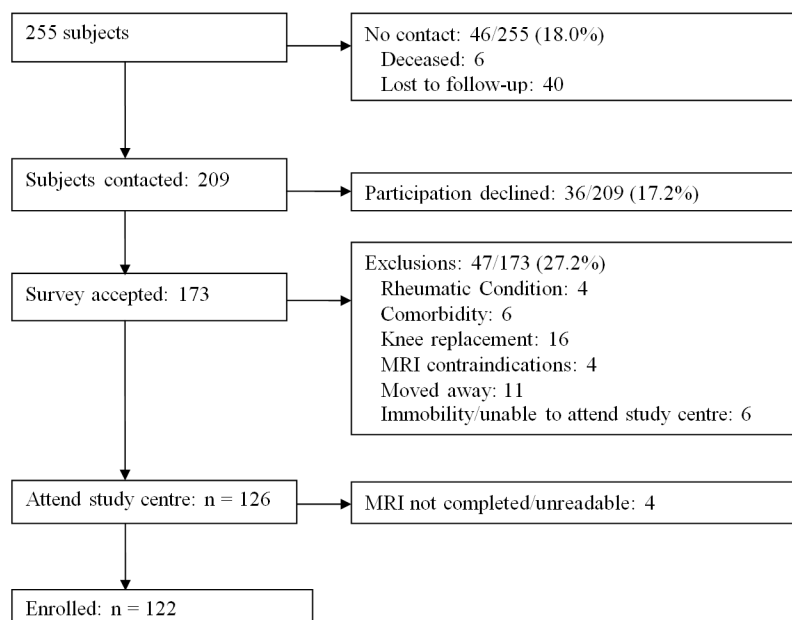 255 subjects
No contact: 46/255 (18.0%)
Deceased: 6
Lost to follow-up: 40
Subjects contacted: 209
Participation declined: 36/209 (17.2%)
Survey accepted: 173
Exclusions: 47/173 (27.2%)
Rheumatic Condition: 4
Comorbidity: 6
Knee replacement: 16
MRI contraindications: 4
Moved away: 11
Immobility/unable to attend study centre: 6
Attend study centre: n = 126
MRI not completed/unreadable: 4
Enrolled: n = 122